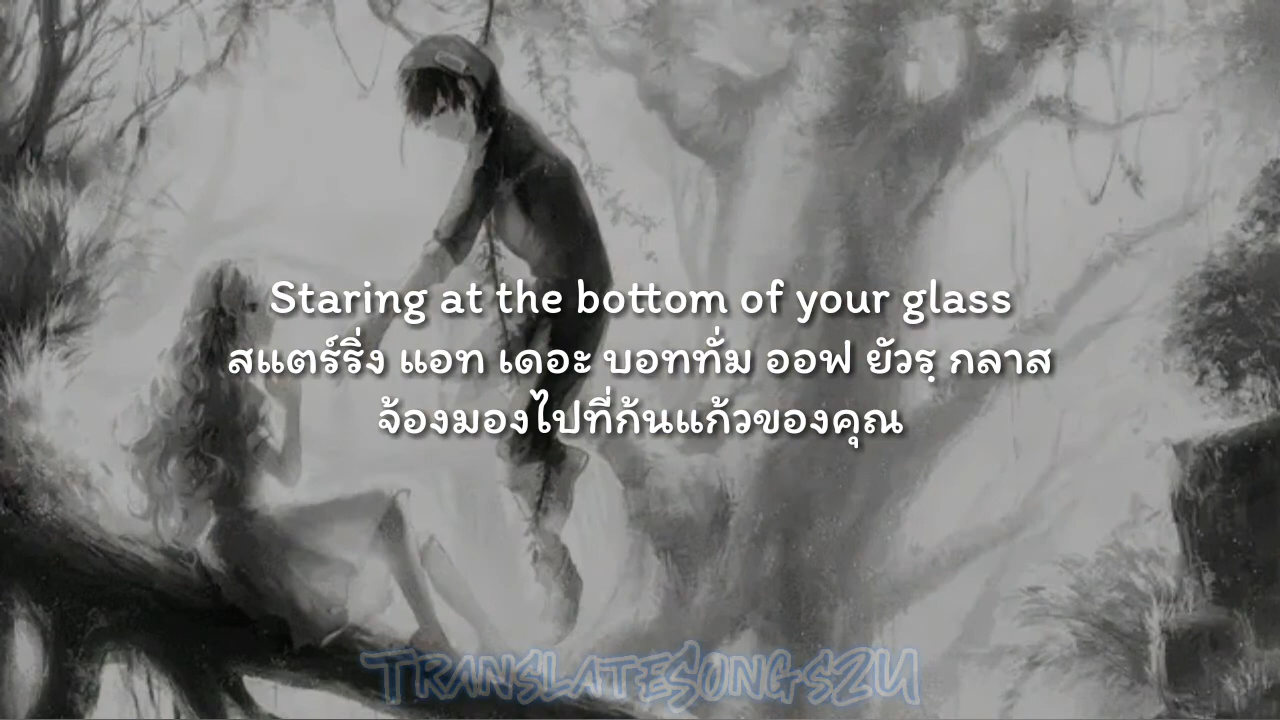 Staring at the bottom of your glass
สแตร์ริ่ง แอท เดอะ บอททั่ม ออฟ ยัวรฺ กลาส
จ้องมองไปที่ก้นแก้วของคุณ
TRANSLATESONGS2U